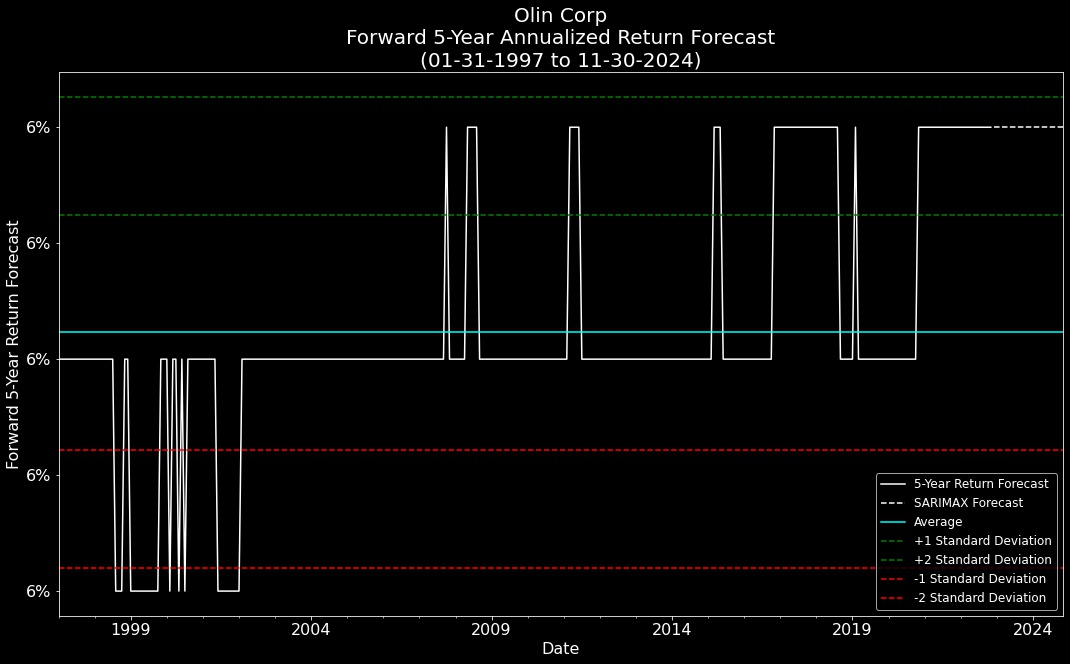 Olin Corp
Forward 5-Year Annualized Return Forecast
(01-31-1997 to 11-30-2024)
Forward 5-Year Return Forecast
6%
6%
6%
6%
6%
5-Year Return Forecast
SARIMAX Forecast
Average
+1 Standard Deviation
+2 Standard Deviation
-1 Standard Deviation
-2 Standard Deviation
1999
2004
2009
2014
2019
2024
Date